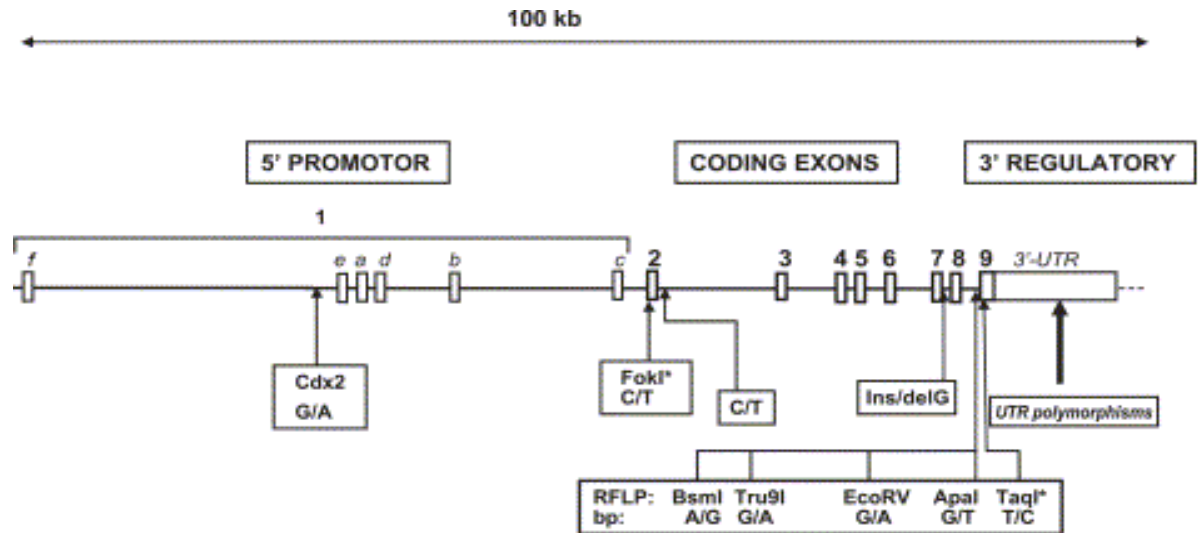 100 kb
5' PROMOTOR
CODING EXONS
3' REGULATORY
1
f e a d b c 2 3 4 5 6 7 8 9 3'-UTR
Cdx2
G/A
FokI*
C/T
C/T
Ins/delG
UTR polymorphisms
RFLP: BsmI Tru9I EcoRV ApaI TaqI*
bp: A/G G/A G/A G/T T/C